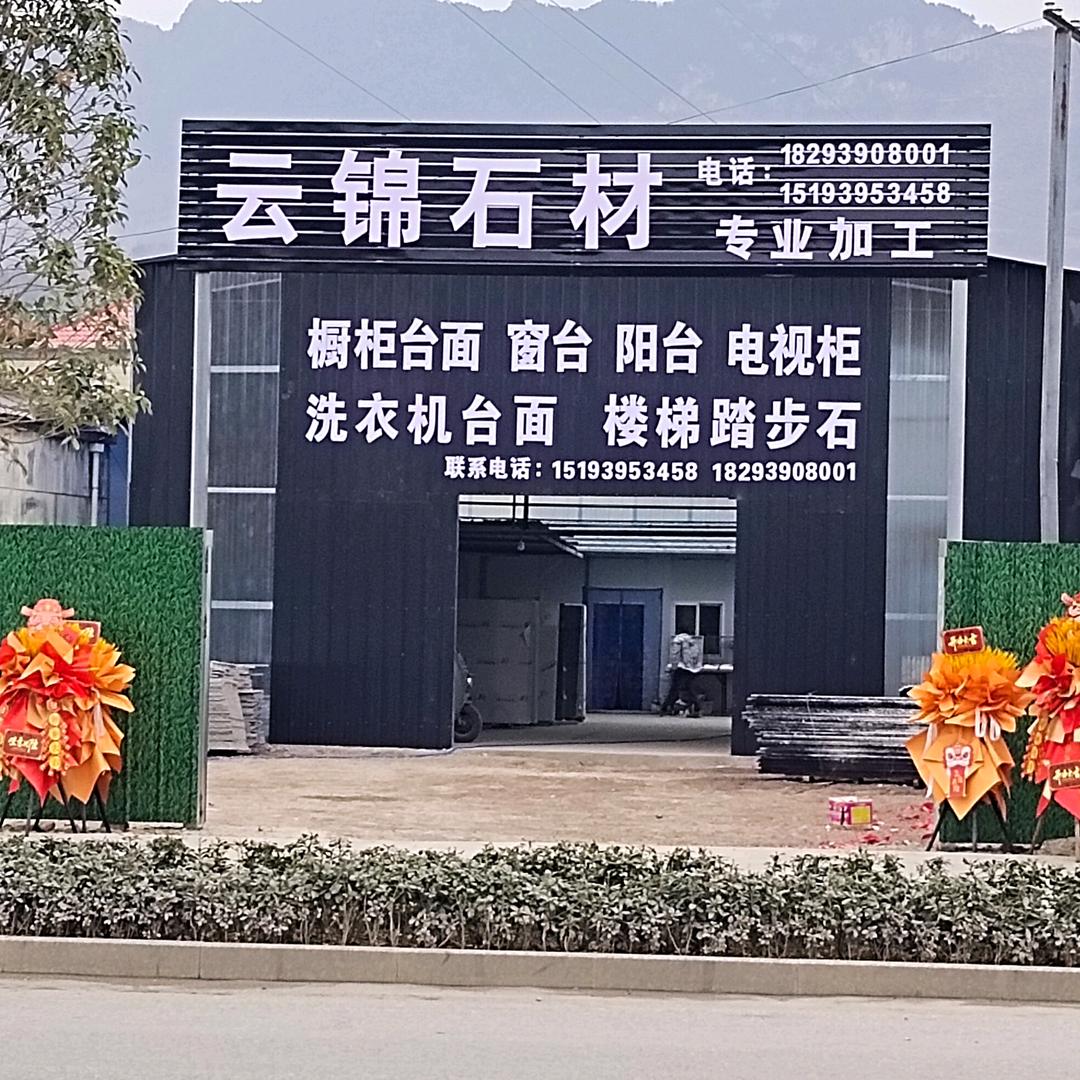 云锦石材
电话：18293908001
15193953458
专业加工
橱柜台面 窗台 阳台 电视柜
洗衣机台面 楼梯踏步石
联系电话：15193953458 18293908001